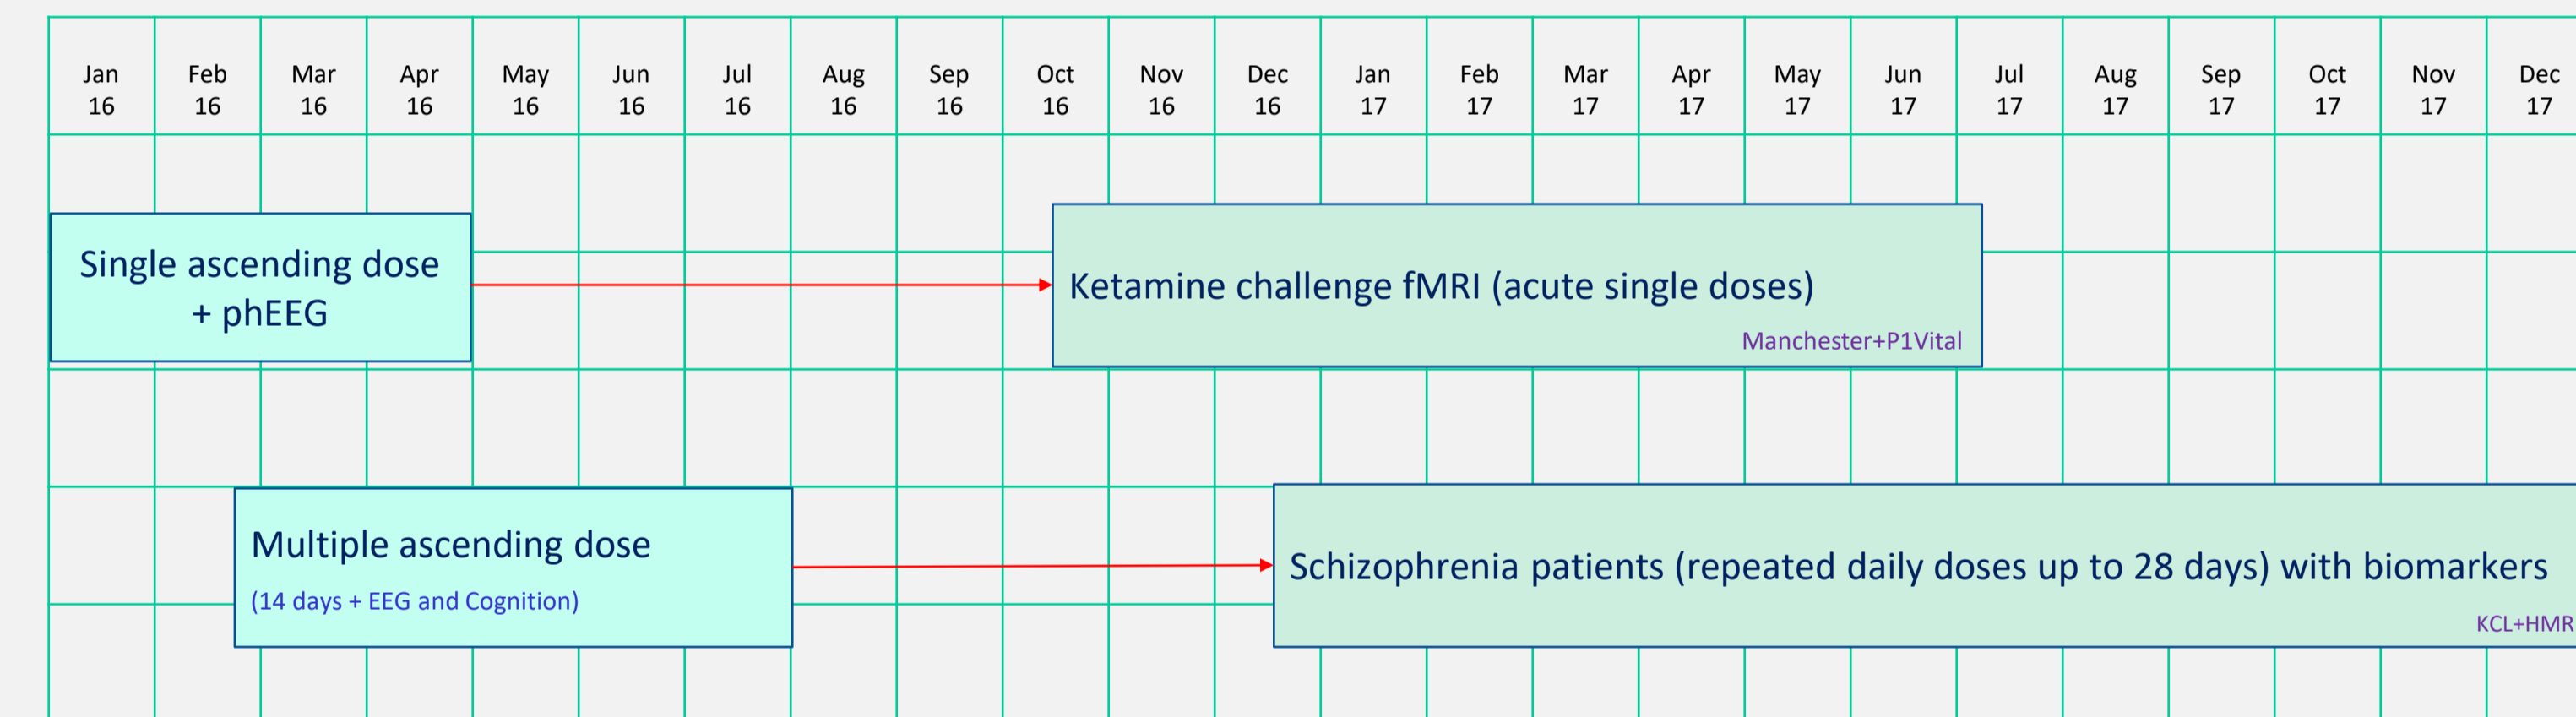 Jan Feb Mar Apr May Jun Jul Aug Sep Oct Nov Dec Jan Feb Mar Apr May Jun Jul Aug Sep Oct Nov Dec
16 16 16 16 16 16 16 16 16 16 16 16 17 17 17 17 17 17 17 17 17 17 17 17
Single ascending dose
+ phEEG
Ketamine challenge fMRI (acute single doses)
Manchester+P1Vital
Multiple ascending dose
(14 days + EEG and Cognition)
Schizophrenia patients (repeated daily doses up to 28 days) with biomarkers
KCL+HMR